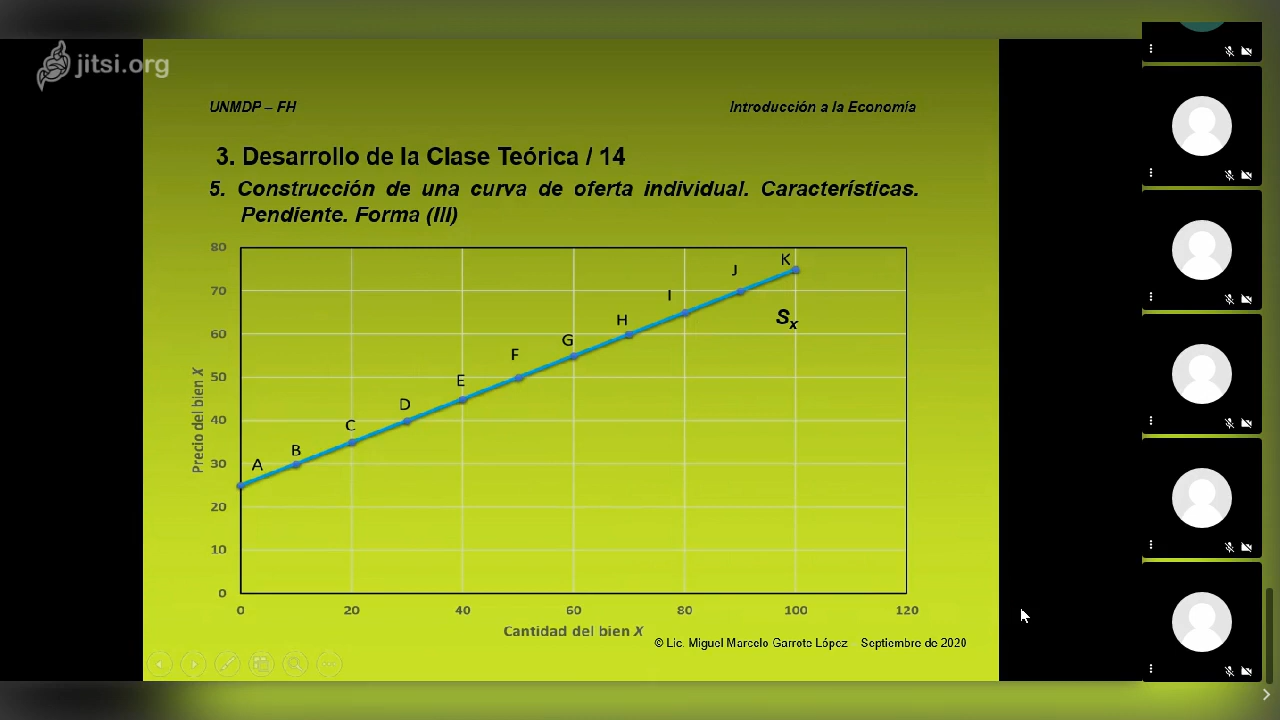 jitsi.org
UNMDP – FH
Introducción a la Economía
3. Desarrollo de la Clase Teórica / 14
5. Construcción de una curva de oferta individual. Características.
Pendiente. Forma (III)
80
70
60
50
40
30
20
10
0
Precio del bien X
A
B
C
D
E
F
G
H
I
J
K
Sx
0
20
40
60
80
100
120
Cantidad del bien X
© Lic. Miguel Marcelo Garrote López Septiembre de 2020